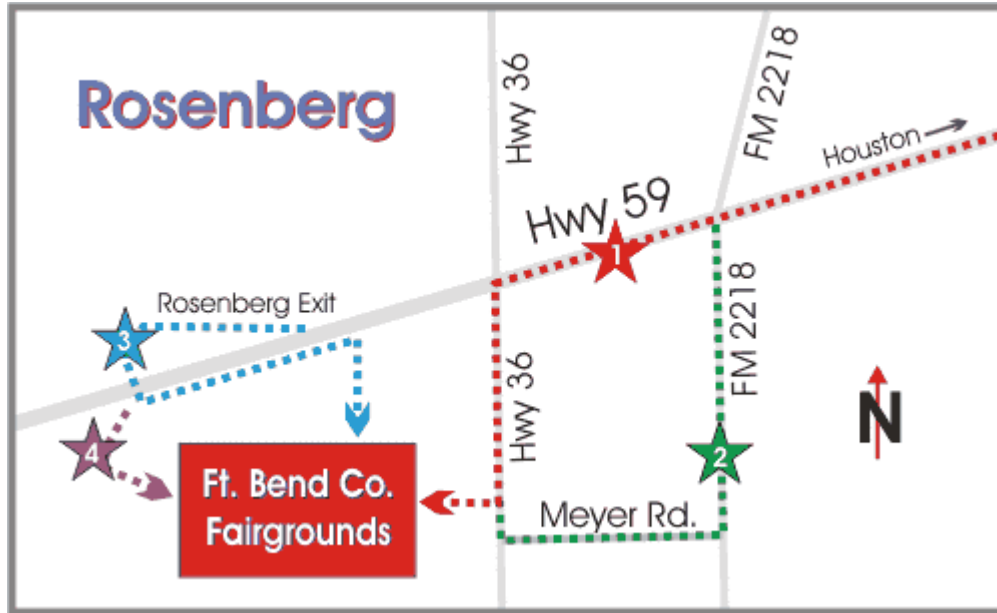 Rosenberg
Hwy 36
FM 2218
Houston
Hwy 59
1
Rosenberg Exit
3
Hwy 36
FM 2218
N
4
2
Ft. Bend Co.
Fairgrounds
Meyer Rd.